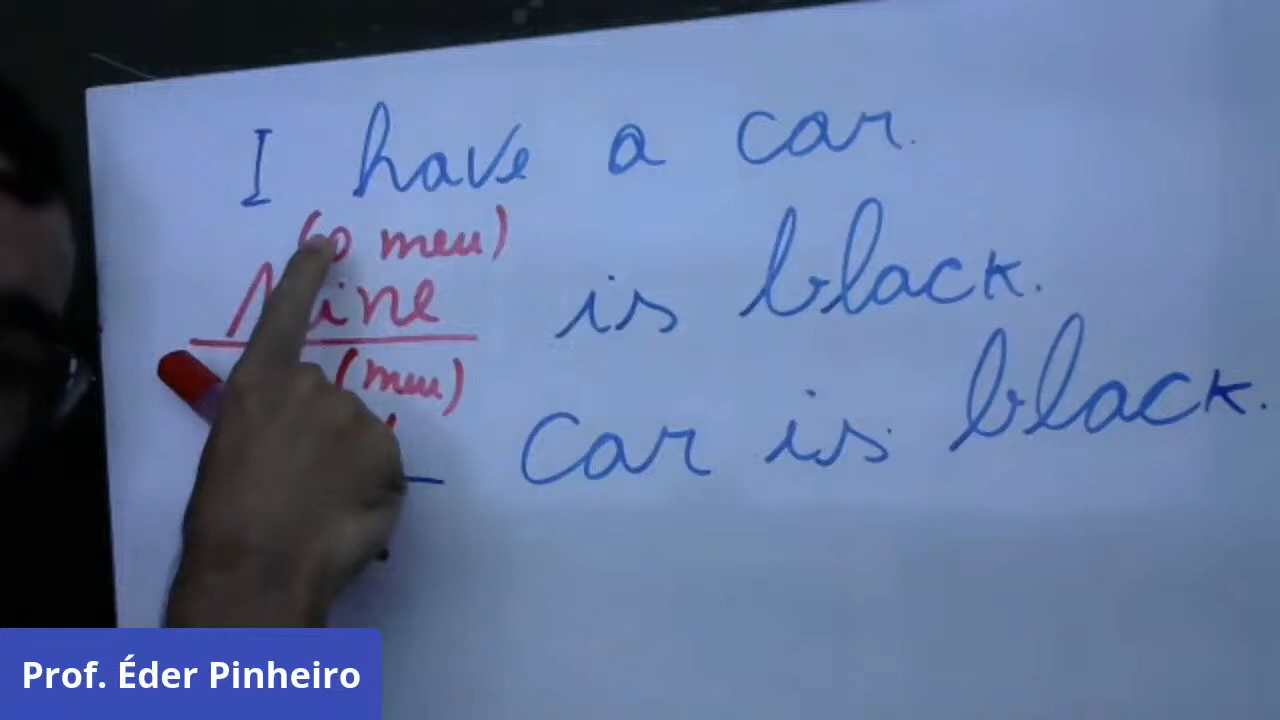 I have a car.
(o meu)
Mine is black.
(meu)
car is black.
Prof. Éder Pinheiro